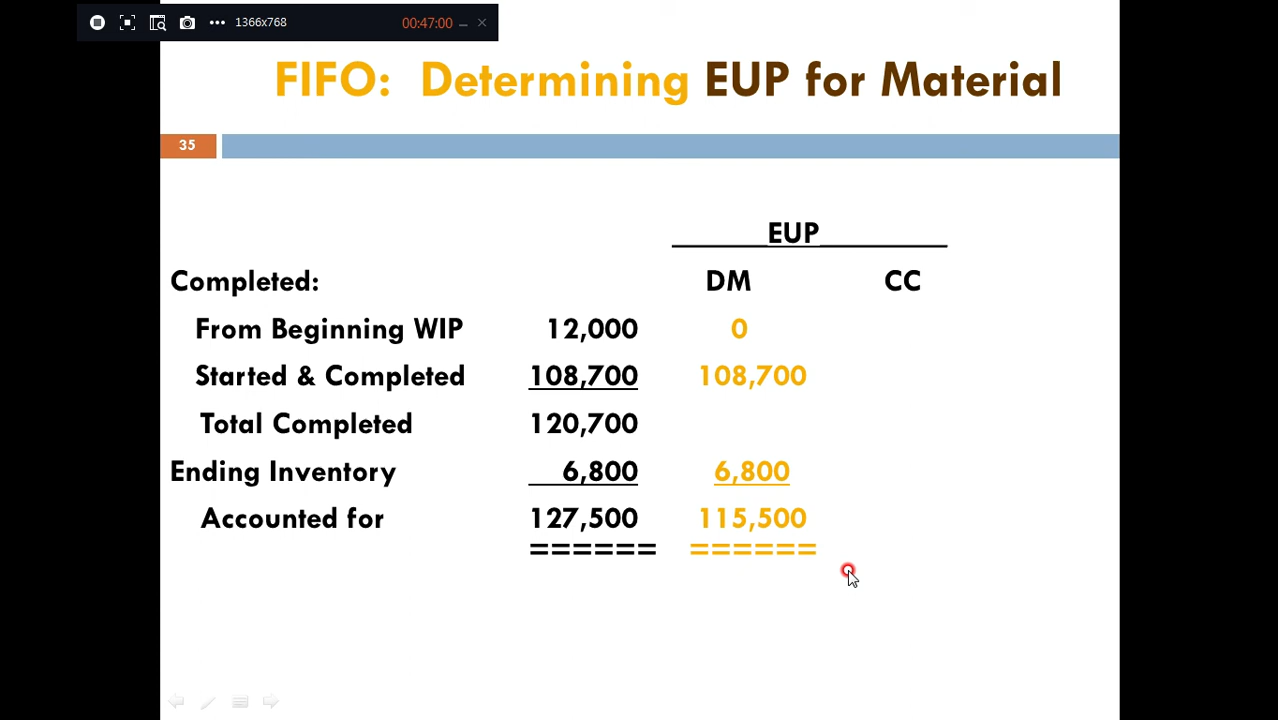 1366x768 00:47:00
FIFO: Determining EUP for Material
35
EUP
Completed: DM CC
From Beginning WIP 12,000 0
Started & Completed 108,700 108,700
Total Completed 120,700
Ending Inventory 6,800 6,800
Accounted for 127,500 115,500
====== ======